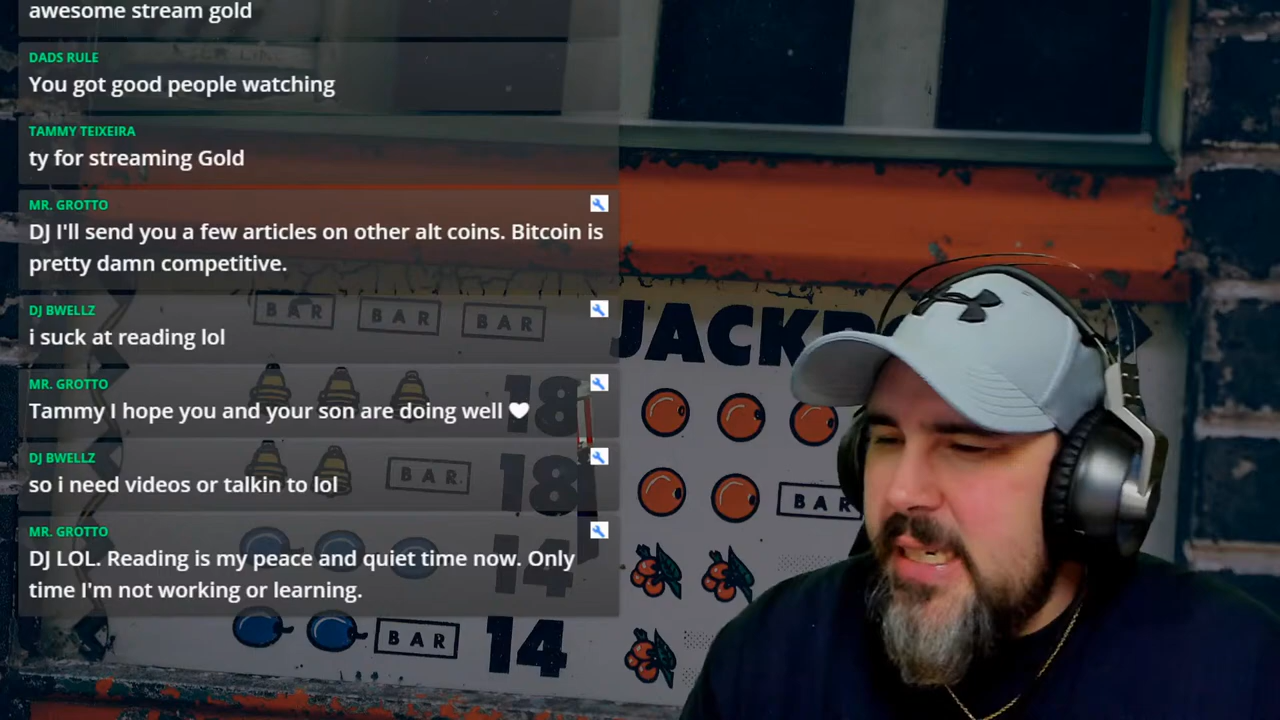 awesome stream gold
DADS RULE
You got good people watching
TAMMY TEIXEIRA
ty for streaming Gold
MR. GROTTO
DJ I'll send you a few articles on other alt coins. Bitcoin is
pretty damn competitive.
DJ BWELLZ
i suck at reading lol
MR. GROTTO
Tammy I hope you and your son are doing well
DJ BWELLZ
so i need videos or talkin to lol
MR. GROTTO
DJ LOL. Reading is my peace and quiet time now. Only
time I'm not working or learning.
BAR BAR BAR
18
BAR
18
14
BAR
14
BAR